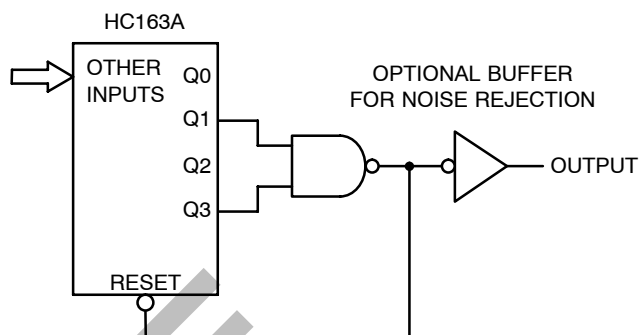 HC163A
OTHER
INPUTS
Q0
Q1
Q2
Q3
RESET
OPTIONAL BUFFER
FOR NOISE REJECTION
OUTPUT